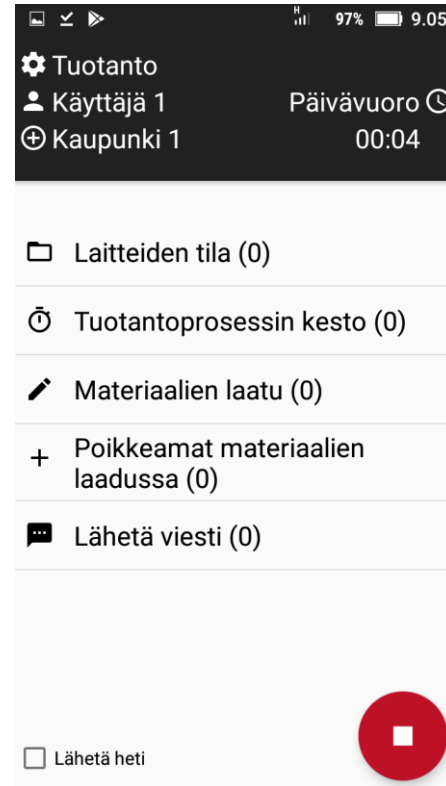 H
97% 9.05
Tuotanto
Käyttäjä 1 Päivävuoro
Kaupunki 1 00:04
Laitteiden tila (0)
Tuotantoprosessin kesto (0)
Materiaalien laatu (0)
Poikkeamat materiaalien
laadussa (0)
Lähetä viesti (0)
Lähetä heti